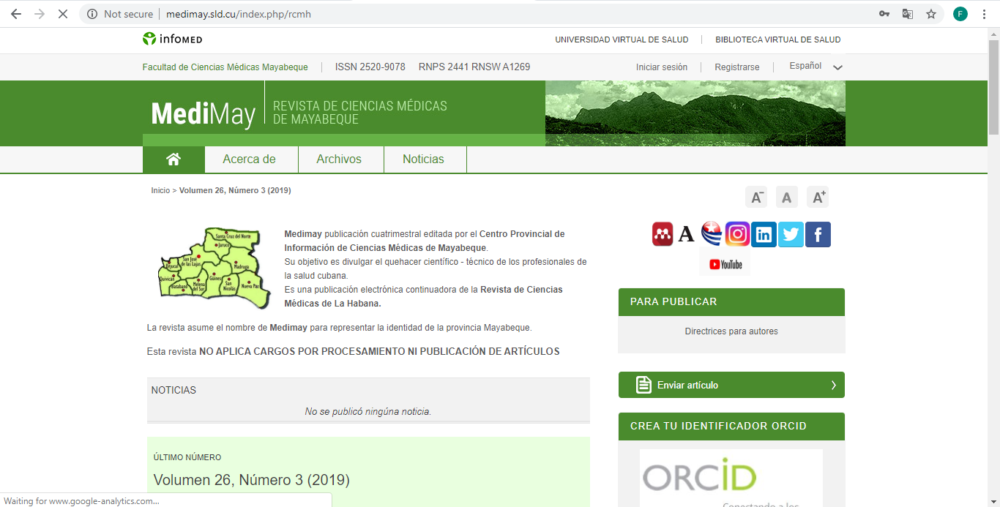 Not secure
medimay.sld.cu/index.php/rcmh
F
infomed
UNIVERSIDAD VIRTUAL DE SALUD
BIBLIOTECA VIRTUAL DE SALUD
Facultad de Ciencias Médicas Mayabeque
ISSN 2520-9078
RNPS 2441 RNSW A1269
Iniciar sesión
Registrarse
Español
MediMay
REVISTA DE CIENCIAS MÉDICAS
DE MAYABEQUE
Acerca de
Archivos
Noticias
Inicio > Volumen 26, Número 3 (2019)
A-
A
A+
Santa Cruz del Norte
Jaruco
San José
de las Lajas
Bejucal
Madruga
Quivicán
Güines
Batabanó
Melena
del Sur
San
Nicolás
Nueva Paz
Medimay publicación cuatrimestral editada por el Centro Provincial de
Información de Ciencias Médicas de Mayabeque.
Su objetivo es divulgar el quehacer científico - técnico de los profesionales de
la salud cubana.
Es una publicación electrónica continuadora de la Revista de Ciencias
Médicas de La Habana.
La revista asume el nombre de Medimay para representar la identidad de la provincia Mayabeque.
Esta revista NO APLICA CARGOS POR PROCESAMIENTO NI PUBLICACIÓN DE ARTÍCULOS
NOTICIAS
No se publicó ningúna noticia.
ÚLTIMO NÚMERO
Volumen 26, Número 3 (2019)
A
in
f
YouTube
PARA PUBLICAR
Directrices para autores
Enviar artículo
CREA TU IDENTIFICADOR ORCID
ORCID
Conectando a los
Waiting for www.google-analytics.com...